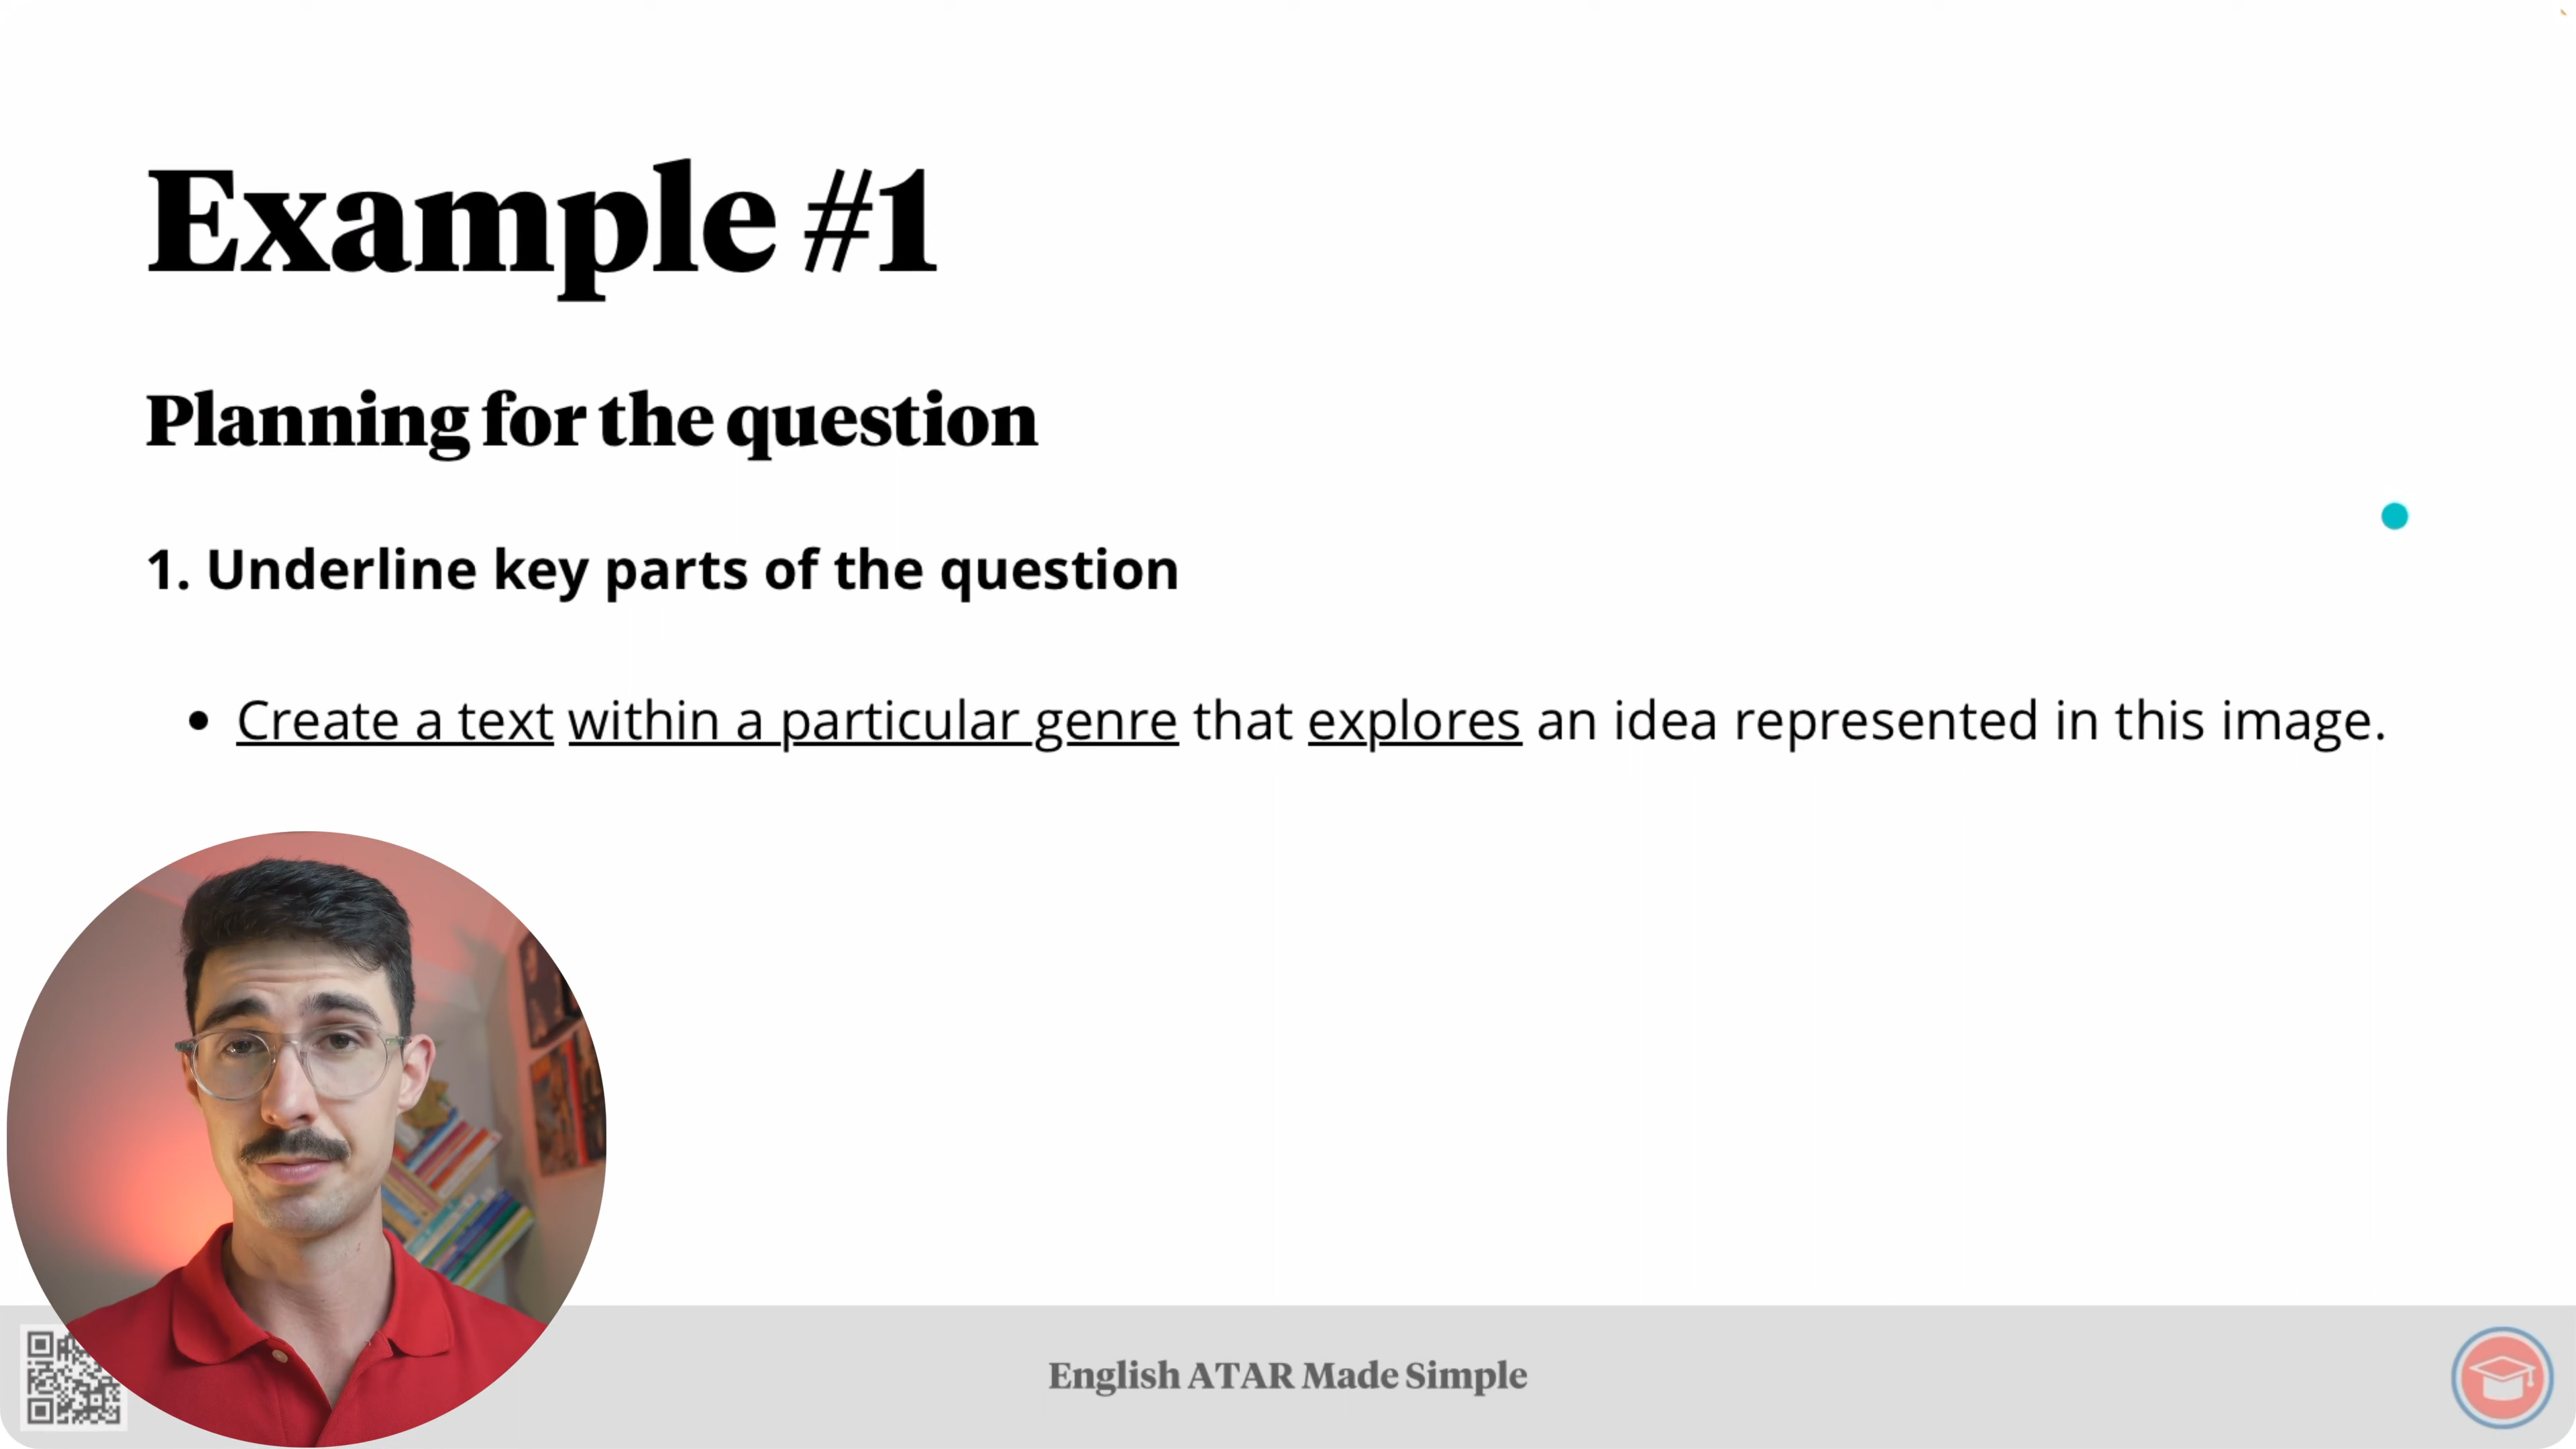 Example #1
Planning for the question
1. Underline key parts of the question
• Create a text within a particular genre that explores an idea represented in this image.
English ATAR Made Simple